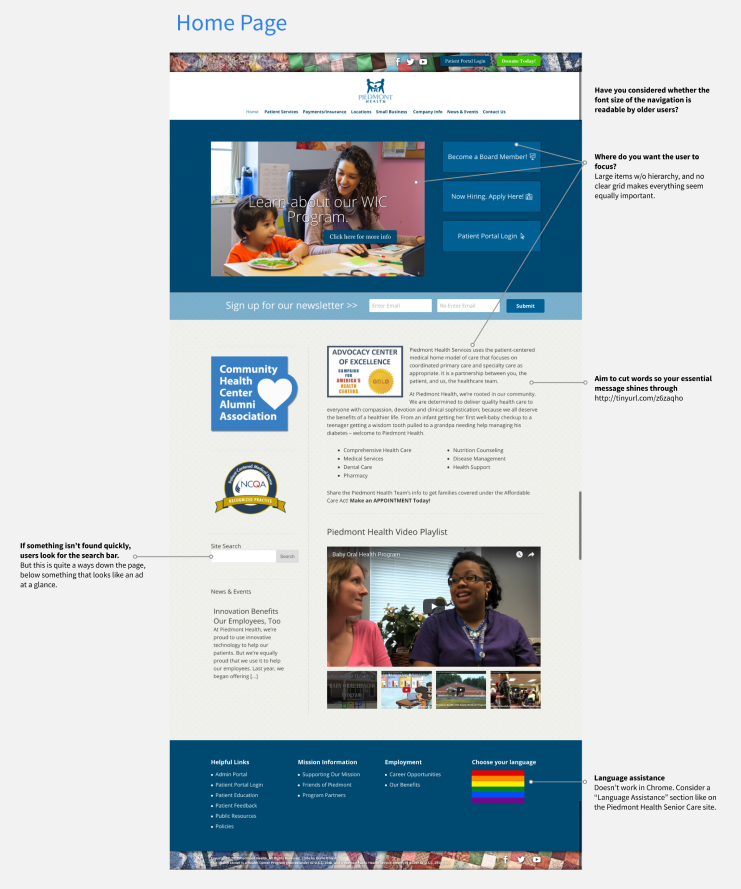 Home Page
Patient Portal Login
Donate Today!
PIEDMONT
HEALTH
Home Patient Services Payments/Insurance Locations Small Business Company Info News & Events Contact Us
Have you considered whether the
font size of the navigation is
readable by older users?
Learn about our WIC
Program.
Click here for more info
Become a Board Member!
Now Hiring. Apply Here!
Patient Portal Login
Where do you want the user to
focus?
Large items w/o hierarchy, and no
clear grid makes everything seem
equally important.
Sign up for our newsletter >>
Enter Email
Re-Enter Email
Submit
Community
Health
Center
Alumni
Association
ADVOCACY CENTER
OF EXCELLENCE
CAMPAIGN
FOR
AMERICA'S
HEALTH
CENTERS
GOLD
Piedmont Health Services uses the patient-centered
medical home model of care that focuses on
coordinated primary care and specialty care as
appropriate. It is a partnership between you, the
patient, and us, the healthcare team.
At Piedmont Health, we're rooted in our community.
We are determined to deliver quality health care to
everyone with compassion, devotion and clinical sophistication; because we all deserve
the benefits of a healthier life. From an infant getting her first well-baby checkup to a
teenager getting a wisdom tooth pulled to a grandpa needing help managing his
diabetes – welcome to Piedmont Health.
• Comprehensive Health Care
• Medical Services
• Dental Care
• Pharmacy
• Nutrition Counseling
• Disease Management
• Health Support
Share the Piedmont Health Team's info to get families covered under the Affordable
Care Act! Make an APPOINTMENT Today!
Aim to cut words so your essential
message shines through
http://tinyurl.com/z6zaqho
NCQA
Site Search
Search
If something isn't found quickly,
users look for the search bar.
But this is quite a ways down the page,
below something that looks like an ad
at a glance.
News & Events
Innovation Benefits
Our Employees, Too
At Piedmont Health, we're
proud to use innovative
technology to help our
patients. But we're equally
proud that we use it to help
our employees. Last year, we
began offering [...]
Piedmont Health Video Playlist
Baby Oral Health Program
Helpful Links
• Admin Portal
• Patient Portal Login
• Patient Education
• Patient Feedback
• Public Resources
• Policies
Mission Information
• Supporting Our Mission
• Friends of Piedmont
• Program Partners
Employment
• Career Opportunities
• Our Benefits
Choose your language
Language assistance
Doesn't work in Chrome. Consider a
"Language Assistance" section like on
the Piedmont Health Senior Care site.